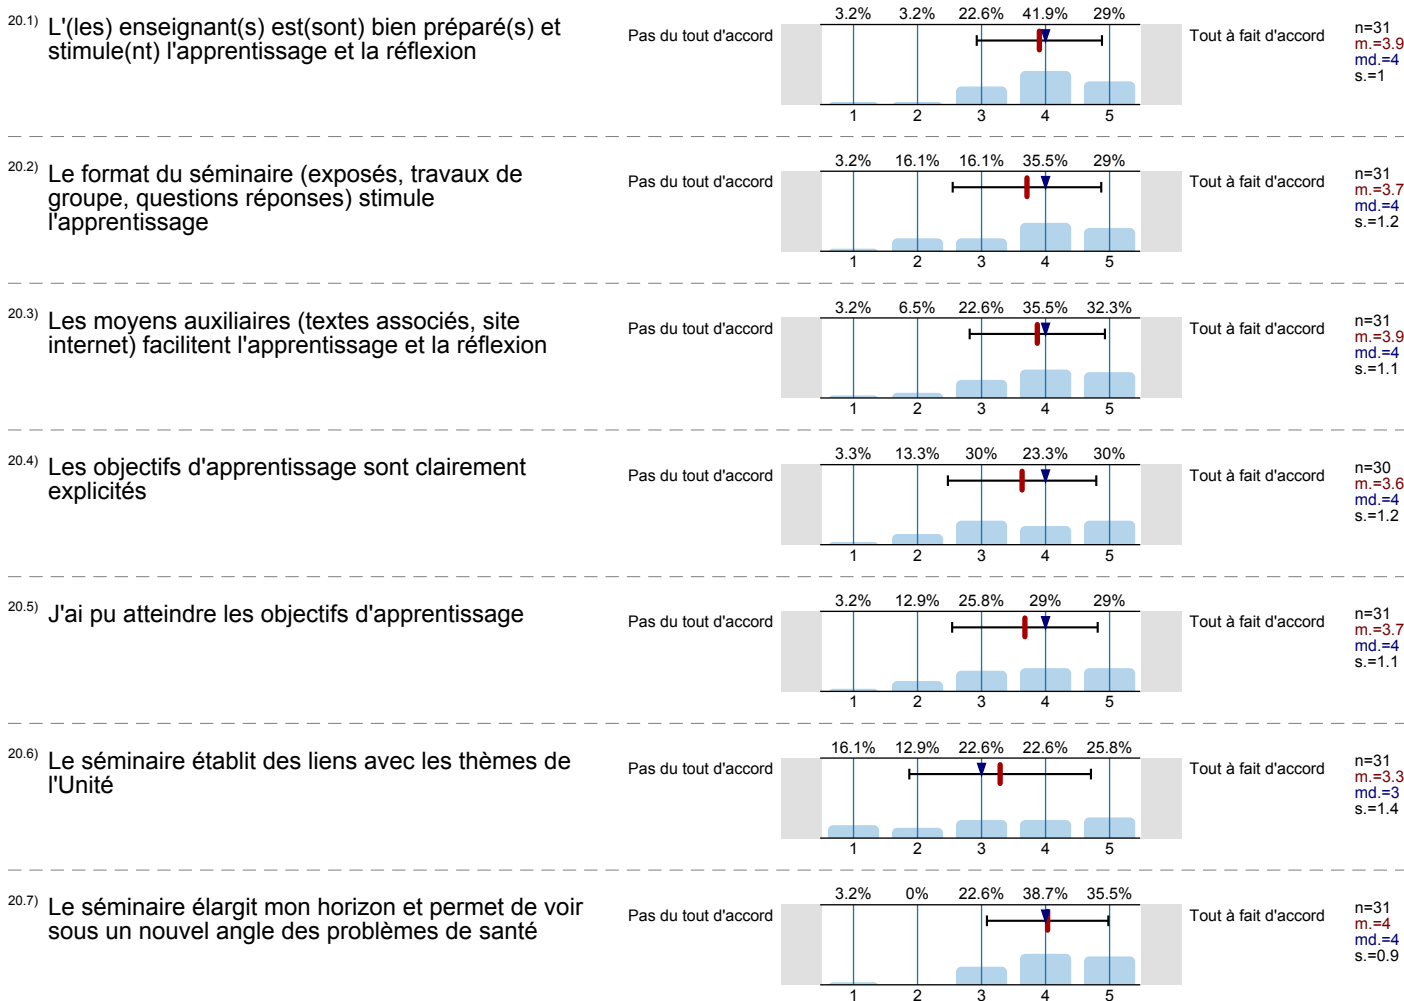 20.1) L'(les) enseignant(s) est(sont) bien préparé(s) et
stimule(nt) l'apprentissage et la réflexion
Pas du tout d'accord
3.2% 3.2% 22.6% 41.9% 29%
1 2 3 4 5
Tout à fait d'accord
n=31
m.=3.9
md.=4
s.=1
20.2) Le format du séminaire (exposés, travaux de
groupe, questions réponses) stimule
l'apprentissage
Pas du tout d'accord
3.2% 16.1% 16.1% 35.5% 29%
1 2 3 4 5
Tout à fait d'accord
n=31
m.=3.7
md.=4
s.=1.2
20.3) Les moyens auxiliaires (textes associés, site
internet) facilitent l'apprentissage et la réflexion
Pas du tout d'accord
3.2% 6.5% 22.6% 35.5% 32.3%
1 2 3 4 5
Tout à fait d'accord
n=31
m.=3.9
md.=4
s.=1.1
20.4) Les objectifs d'apprentissage sont clairement
explicités
Pas du tout d'accord
3.3% 13.3% 30% 23.3% 30%
1 2 3 4 5
Tout à fait d'accord
n=30
m.=3.6
md.=4
s.=1.2
20.5) J'ai pu atteindre les objectifs d'apprentissage
Pas du tout d'accord
3.2% 12.9% 25.8% 29% 29%
1 2 3 4 5
Tout à fait d'accord
n=31
m.=3.7
md.=4
s.=1.1
20.6) Le séminaire établit des liens avec les thèmes de
l'Unité
Pas du tout d'accord
16.1% 12.9% 22.6% 22.6% 25.8%
1 2 3 4 5
Tout à fait d'accord
n=31
m.=3.3
md.=3
s.=1.4
20.7) Le séminaire élargit mon horizon et permet de voir
sous un nouvel angle des problèmes de santé
Pas du tout d'accord
3.2% 0% 22.6% 38.7% 35.5%
1 2 3 4 5
Tout à fait d'accord
n=31
m.=4
md.=4
s.=0.9